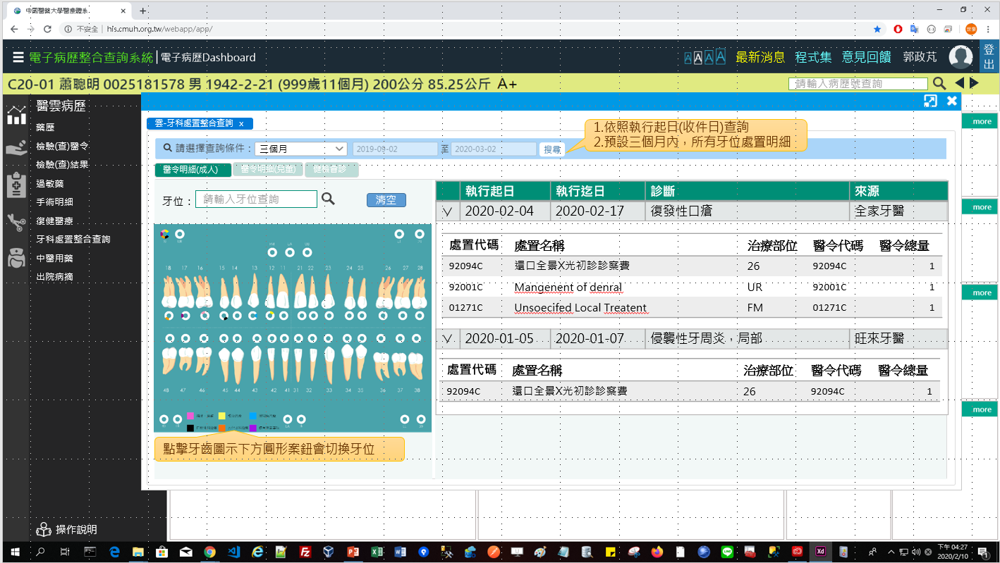 中國醫藥大學醫療體系
不安全 | his.cmuh.org.tw/webapp/app/
電子病歷整合查詢系統 | 電子病歷Dashboard
A A A A 最新消息 程式集 意見回饋 郭政芃 登出
C20-01 蕭聰明 0025181578 男 1942-2-21 (999歲11個月) 200公分 85.25公斤 A+
請輸入病歷號查詢
醫雲病歷
藥歷
檢驗(查)醫令
檢驗(查)結果
過敏藥
手術明細
復健醫療
牙科處置整合查詢
中醫用藥
出院病摘
操作說明
雲-牙科處置整合查詢 x
more
請選擇查詢條件： 三個月 2019-09-02 至 2020-03-02 搜尋
1.依照執行起日(收件日)查詢
2.預設三個月內，所有牙位處置明細
醫令明細(成人) 醫令明細(兒童) 健檢會診
牙位： 請輸入牙位查詢 清空
18 17 16 15 14 13 12 11 21 22 23 24 25 26 27 28
48 47 46 45 44 43 42 41 31 32 33 34 35 36 37 38
點擊牙齒圖示下方圓形案鈕會切換牙位
執行起日 執行迄日 診斷 來源
2020-02-04 2020-02-17 復發性口瘡 全家牙醫
處置代碼 處置名稱 治療部位 醫令代碼 醫令總量
92094C 還口全景X光初診診察費 26 92094C 1
92001C Mangenent of denral UR 92001C 1
01271C Unsoecifed Local Treatent FM 01271C 1
2020-01-05 2020-01-07 侵襲性牙周炎，局部 旺來牙醫
處置代碼 處置名稱 治療部位 醫令代碼 醫令總量
92094C 還口全景X光初診診察費 26 92094C 1
more
more
more
more
下午 04:27
2020/2/10